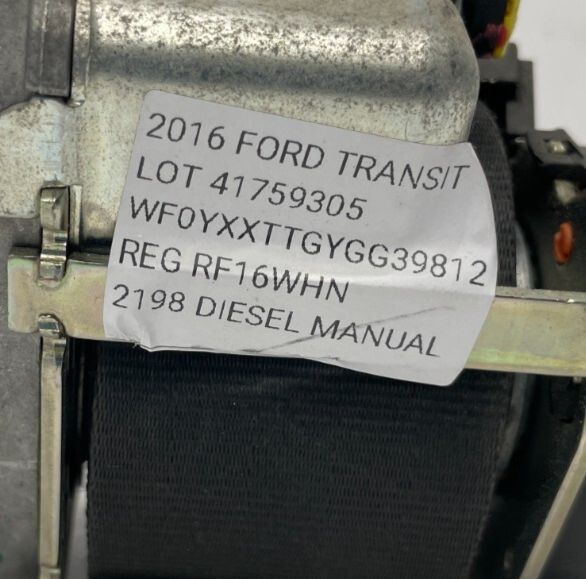 2016 FORD TRANSIT
LOT 41759305
WF0YXXTTGYGG39812
REG RF16WHN
2198 DIESEL MANUAL